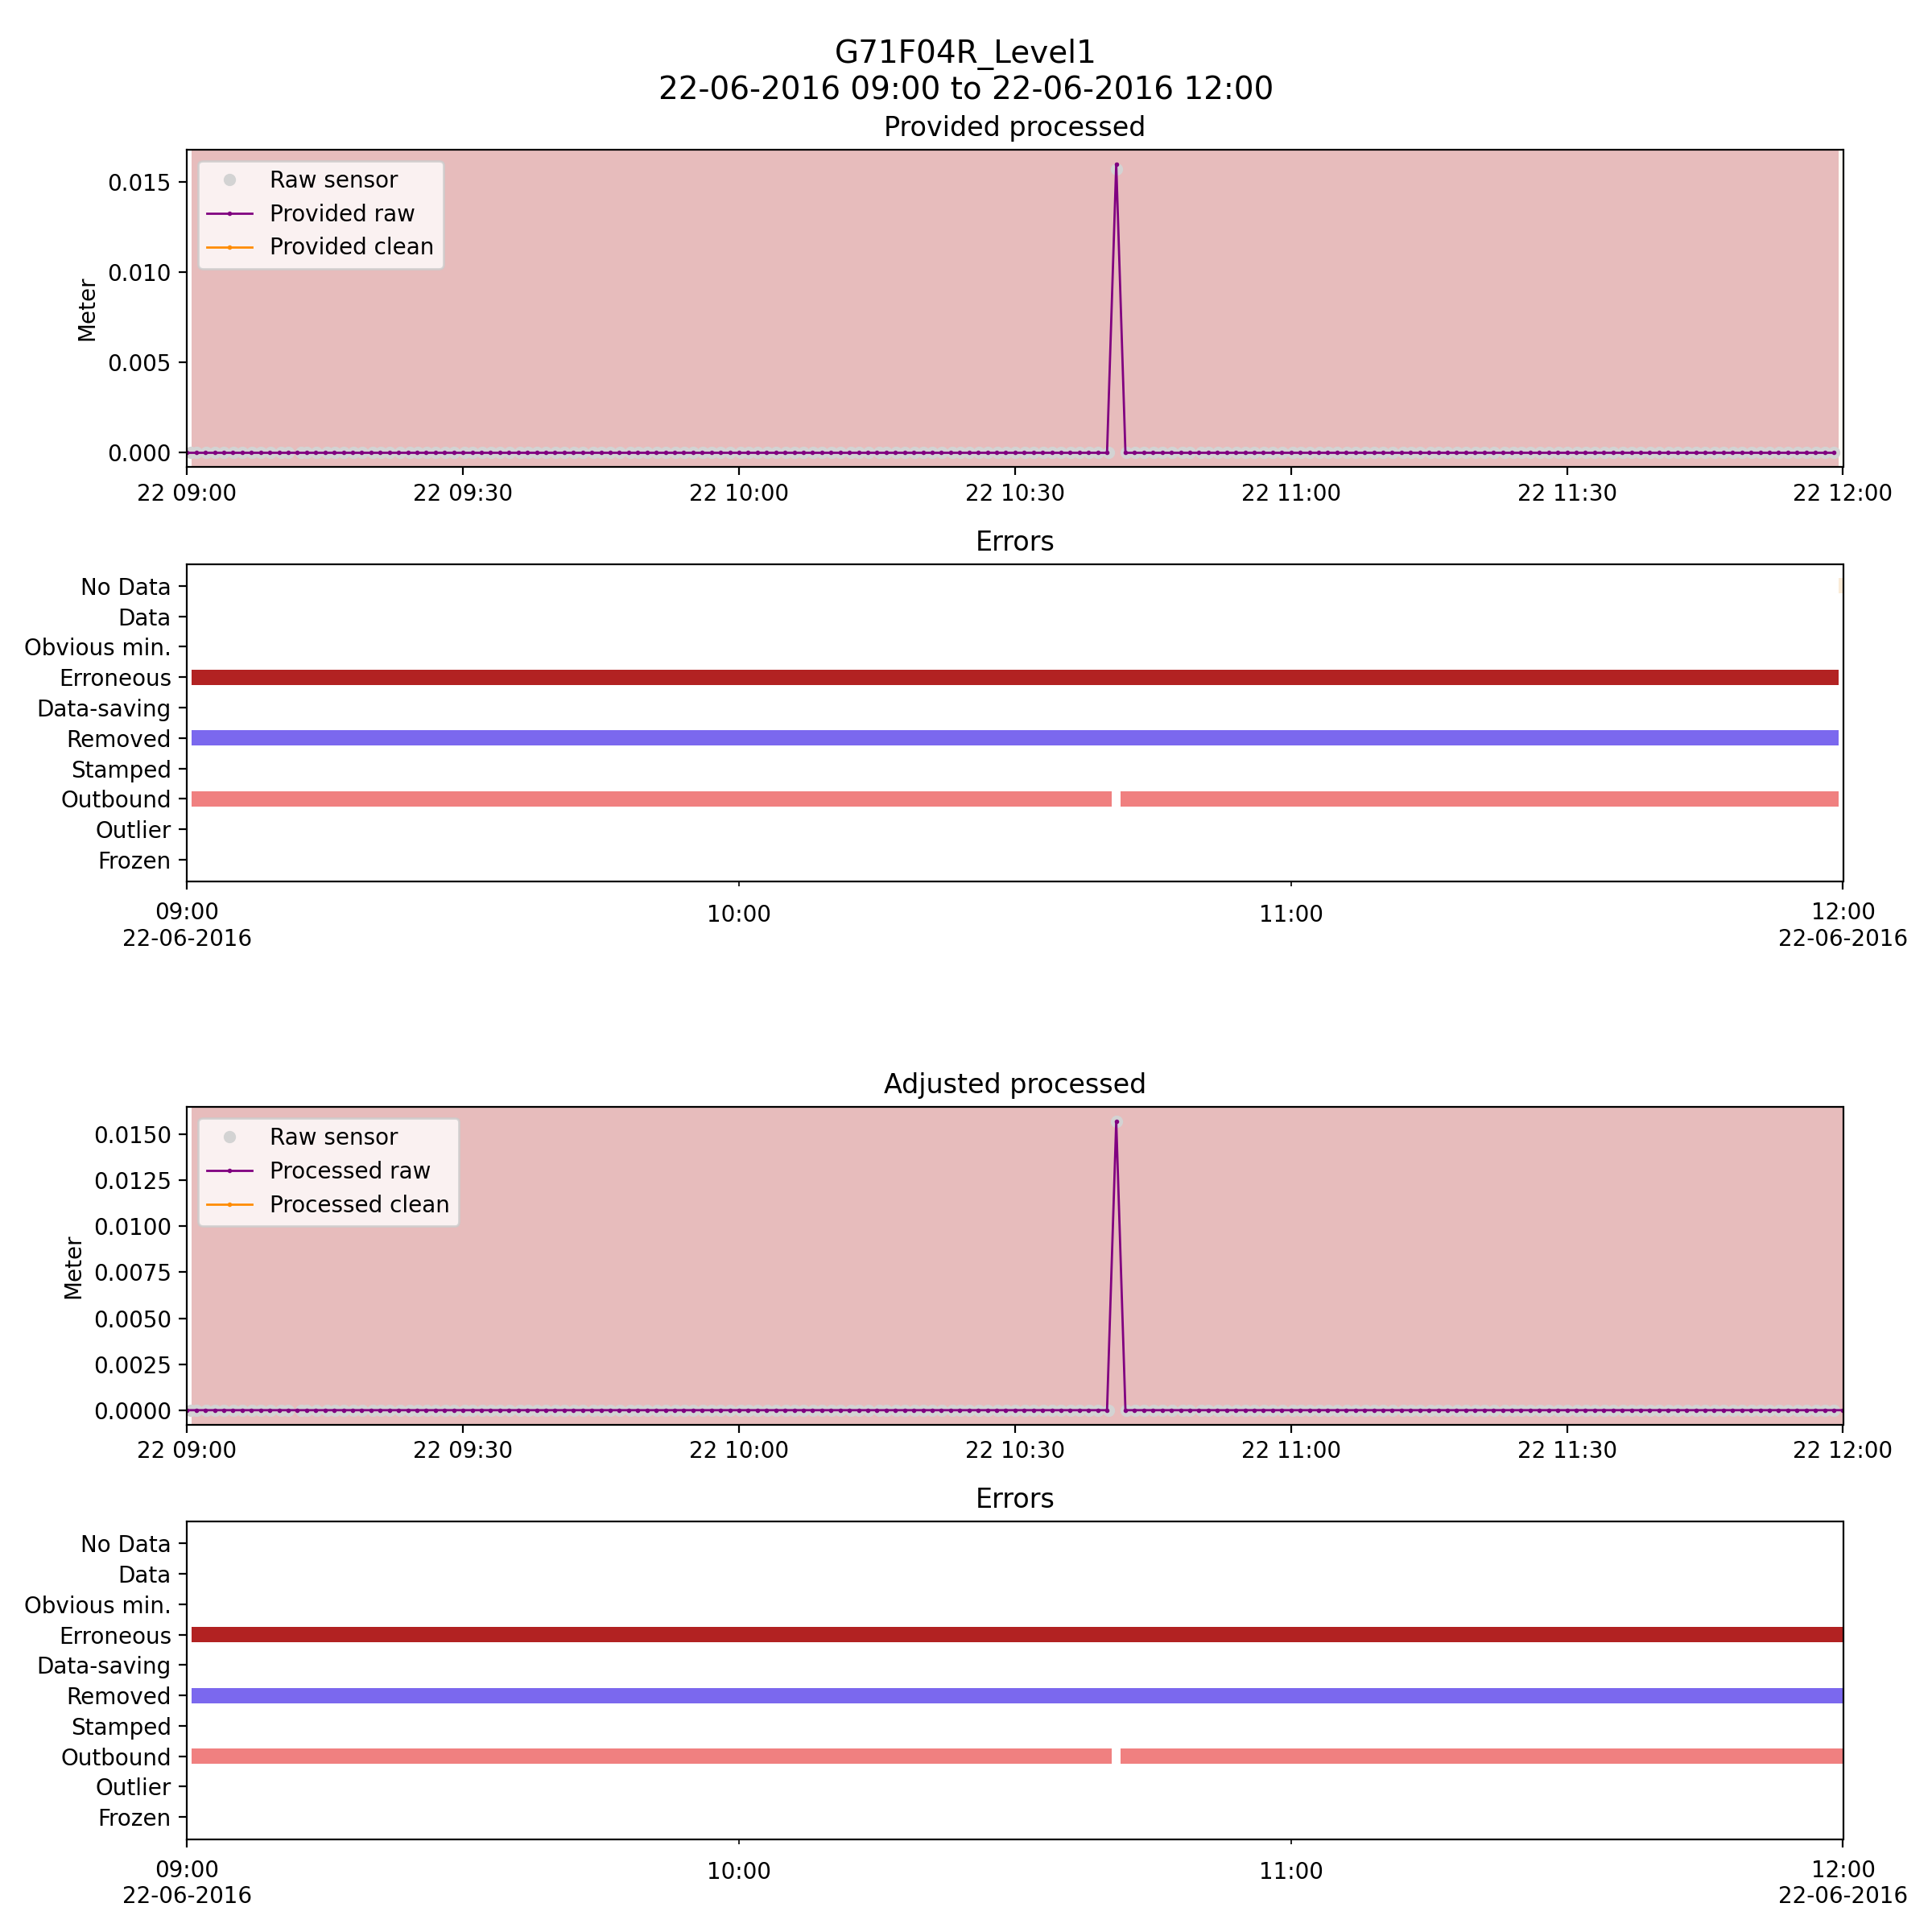 G71F04R_Level1
22-06-2016 09:00 to 22-06-2016 12:00
Provided processed
Raw sensor
Provided raw
Provided clean
Meter
0.015
0.010
0.005
0.000
22 09:00
22 09:30
22 10:00
22 10:30
22 11:00
22 11:30
22 12:00
Errors
No Data
Data
Obvious min.
Erroneous
Data-saving
Removed
Stamped
Outbound
Outlier
Frozen
09:00
22-06-2016
10:00
11:00
12:00
22-06-2016
Adjusted processed
Raw sensor
Processed raw
Processed clean
Meter
0.0150
0.0125
0.0100
0.0075
0.0050
0.0025
0.0000
22 09:00
22 09:30
22 10:00
22 10:30
22 11:00
22 11:30
22 12:00
Errors
No Data
Data
Obvious min.
Erroneous
Data-saving
Removed
Stamped
Outbound
Outlier
Frozen
09:00
22-06-2016
10:00
11:00
12:00
22-06-2016